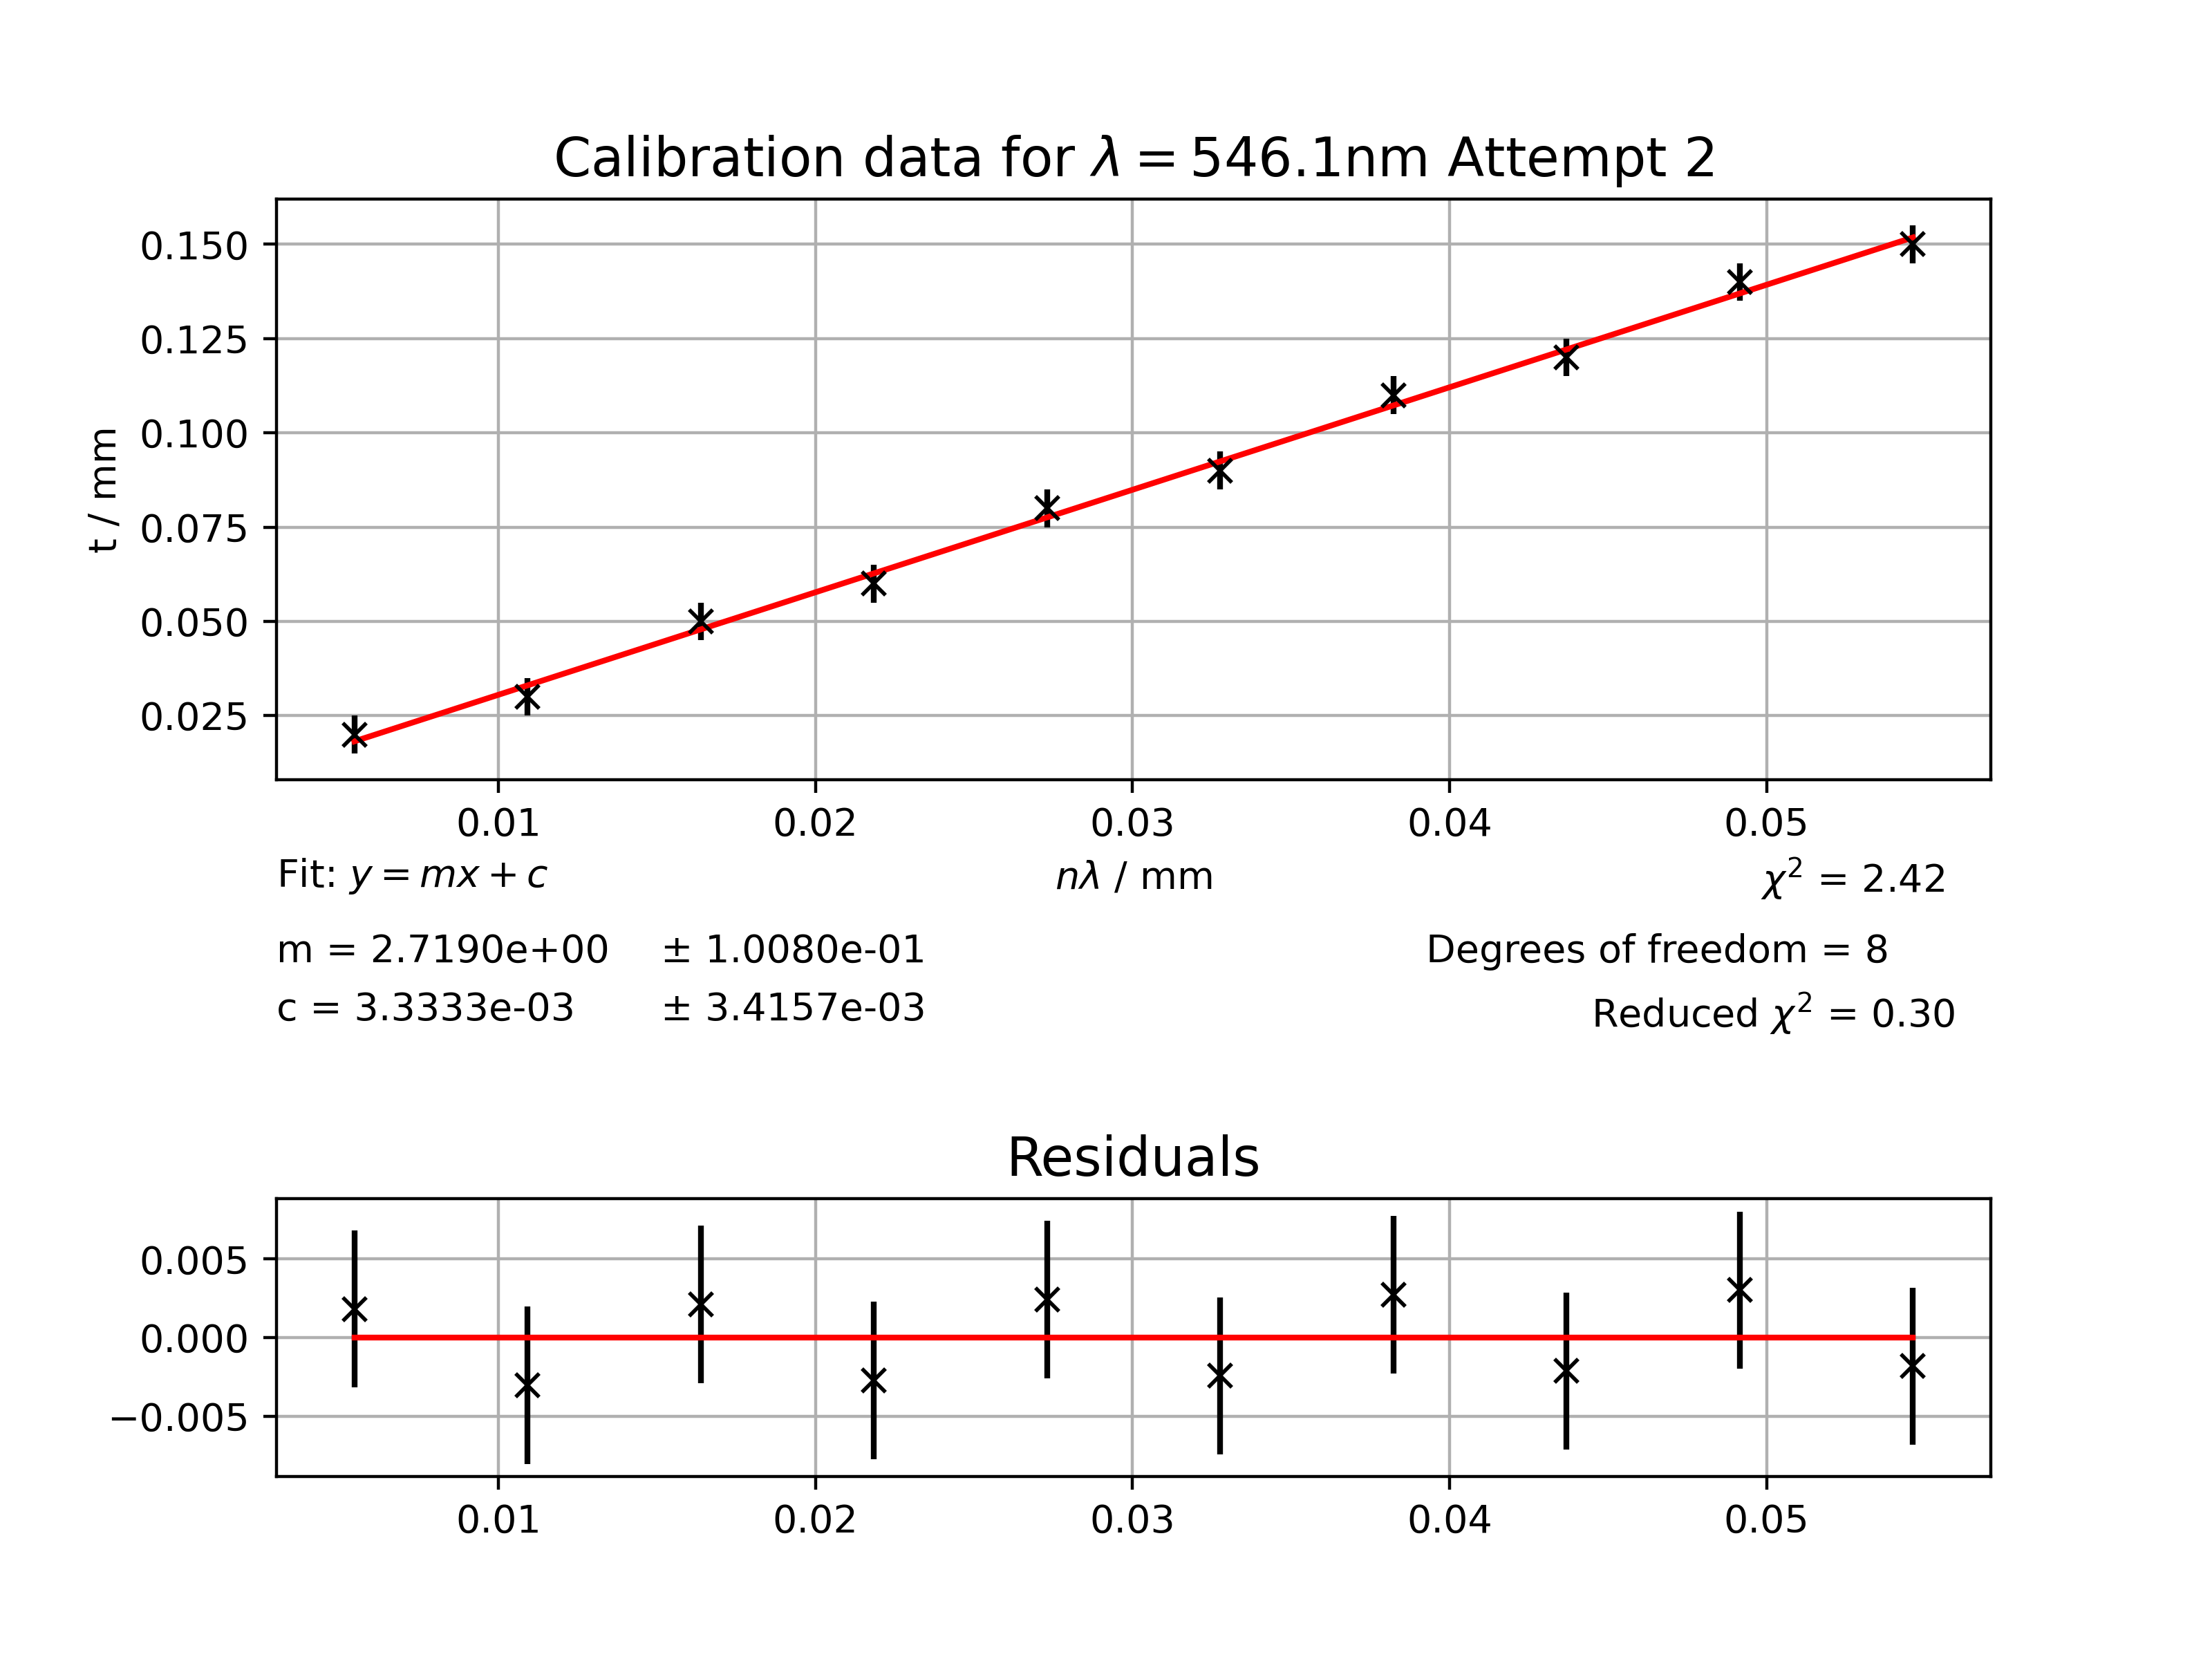 Calibration data for λ = 546.1nm Attempt 2
t / mm
0.150
0.125
0.100
0.075
0.050
0.025
0.01 0.02 0.03 0.04 0.05
Fit: y = mx + c nλ / mm χ² = 2.42
m = 2.7190e+00 ± 1.0080e-01 Degrees of freedom = 8
c = 3.3333e-03 ± 3.4157e-03 Reduced χ² = 0.30
Residuals
0.005
0.000
−0.005
0.01 0.02 0.03 0.04 0.05